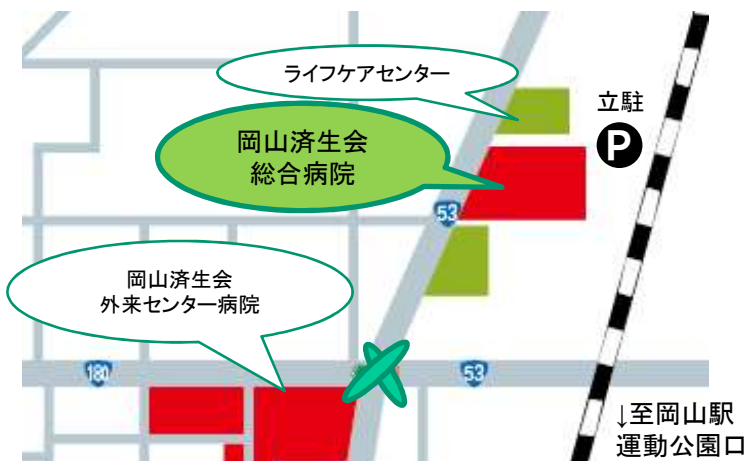 ライフケアセンター
立駐
P
岡山済生会
総合病院
53
岡山済生会
外来センター病院
180
53
↓至岡山駅
運動公園口